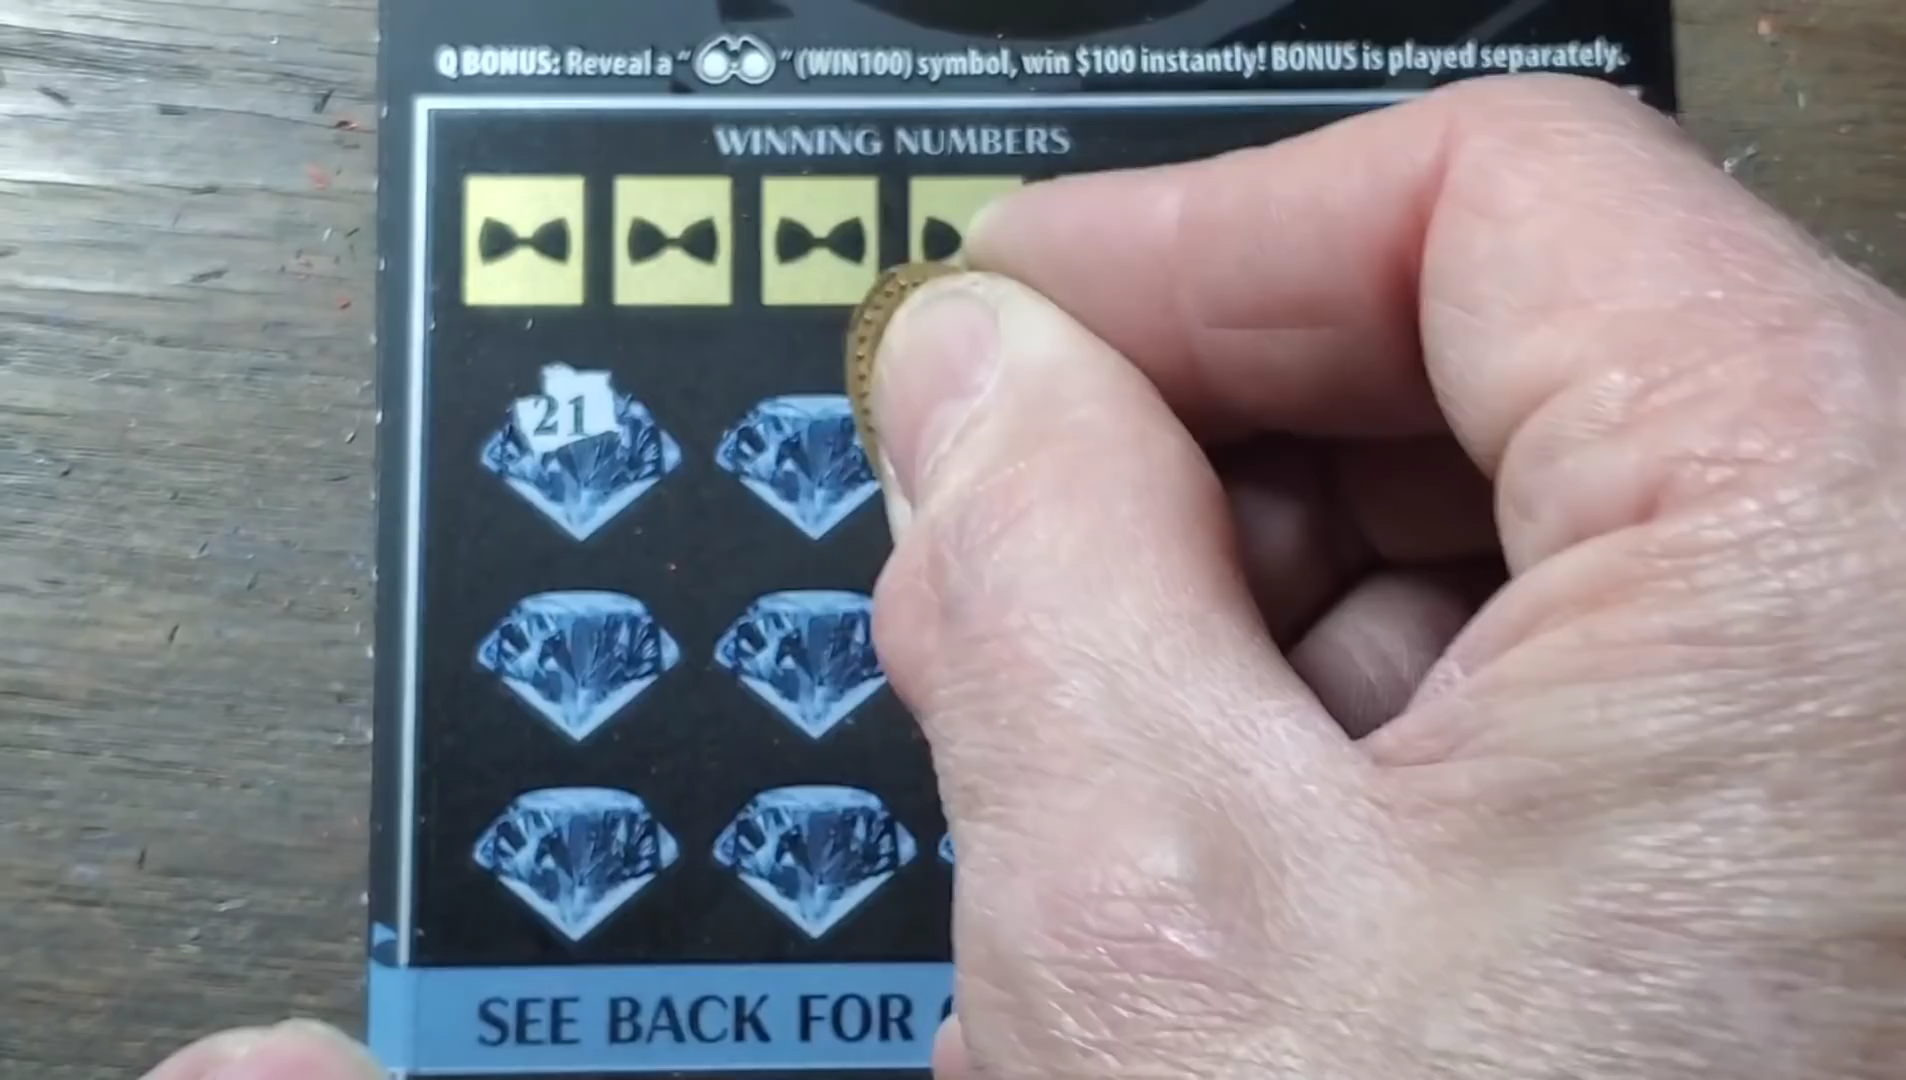 Q BONUS: Reveal a " " (WIN100) symbol, win $100 instantly! BONUS is played separately.
WINNING NUMBERS
21
SEE BACK FOR